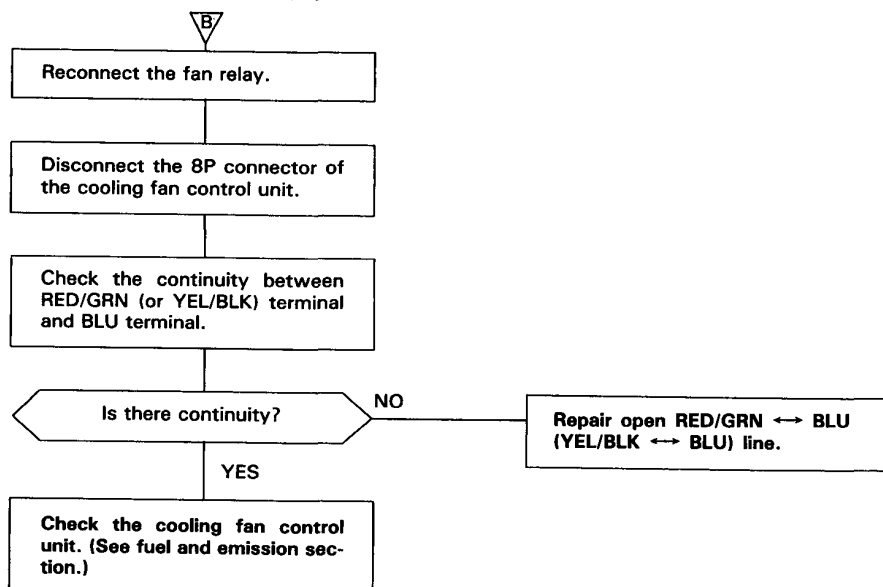 B
Reconnect the fan relay.
Disconnect the 8P connector of
the cooling fan control unit.
Check the continuity between
RED/GRN (or YEL/BLK) terminal
and BLU terminal.
Is there continuity?
NO
Repair open RED/GRN ↔ BLU
(YEL/BLK ↔ BLU) line.
YES
Check the cooling fan control
unit. (See fuel and emission sec-
tion.)